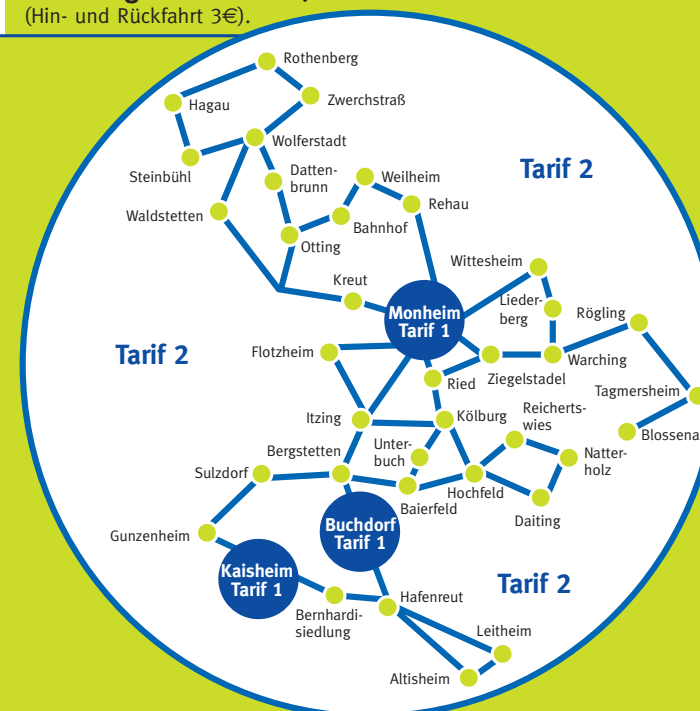 (Hin- und Rückfahrt 3€).
Rothenberg
Hagau
Zwerchstraß
Wolferstadt
Steinbühl
Datten-
brunn
Weilheim
Tarif 2
Waldstetten
Rehau
Bahnhof
Otting
Wittesheim
Kreut
Lieder-
berg
Rögling
Monheim
Tarif 1
Tarif 2
Flotzheim
Warching
Ziegelstadel
Ried
Tagmersheim
Itzing
Kölburg
Reicherts-
wies
Blossena
Bergstetten
Unter-
buch
Natter-
holz
Sulzdorf
Hochfeld
Baierfeld
Daiting
Gunzenheim
Buchdorf
Tarif 1
Kaisheim
Tarif 1
Tarif 2
Hafenreut
Bernhardi-
siedlung
Leitheim
Altisheim